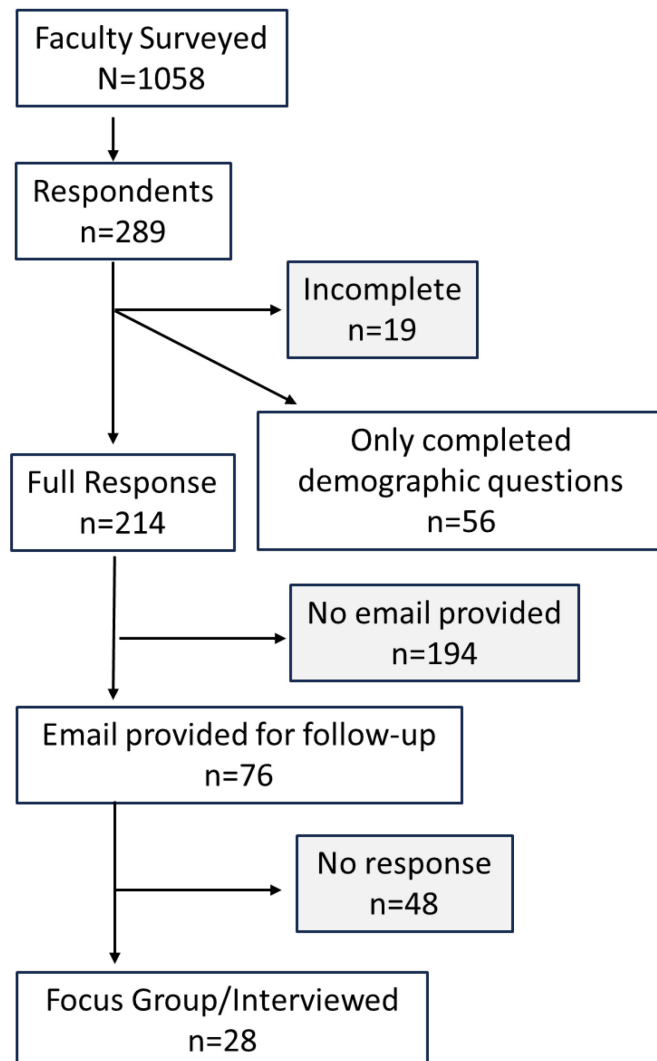 Faculty Surveyed
N=1058
Respondents
n=289
Incomplete
n=19
Only completed
demographic questions
n=56
Full Response
n=214
No email provided
n=194
Email provided for follow-up
n=76
No response
n=48
Focus Group/Interviewed
n=28